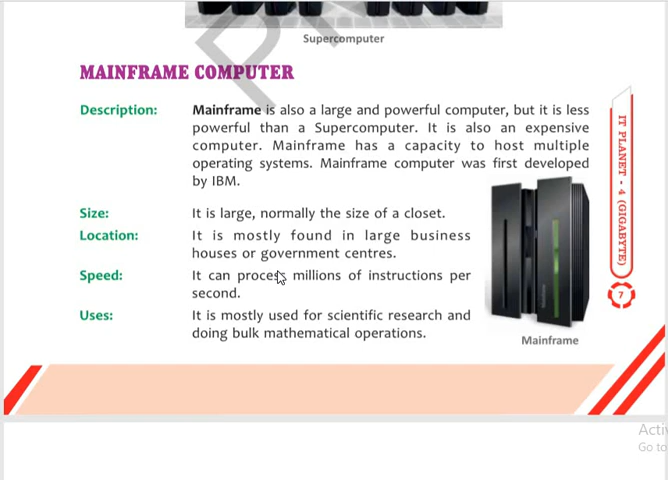 Supercomputer
MAINFRAME COMPUTER
Description: Mainframe is also a large and powerful computer, but it is less
powerful than a Supercomputer. It is also an expensive
computer. Mainframe has a capacity to host multiple
operating systems. Mainframe computer was first developed
by IBM.
Size: It is large, normally the size of a closet.
Location: It is mostly found in large business
houses or government centres.
Speed: It can process millions of instructions per
second.
Uses: It is mostly used for scientific research and
doing bulk mathematical operations.
Mainframe
IT PLANET - 4 (GIGABYTE)
7
Go to